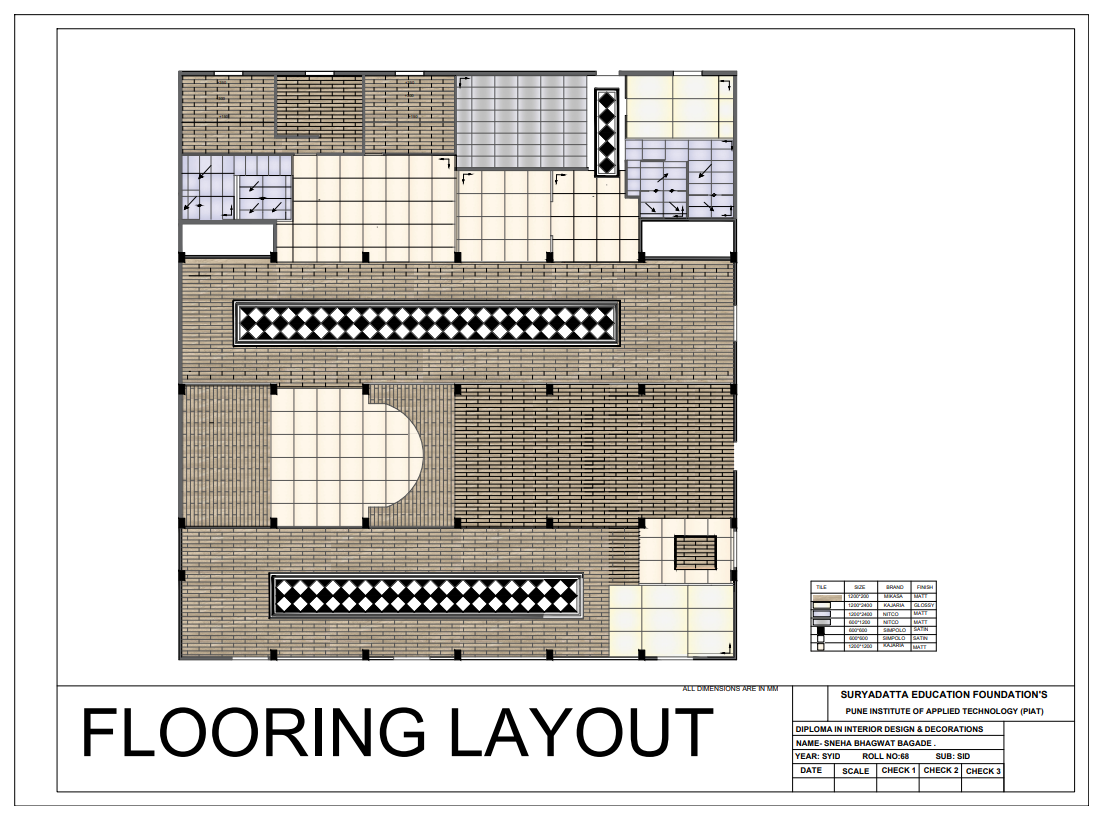 TILE SIZE BRAND FINISH
1200*200 MIKASA MATT
1200*2400 KAJARIA GLOSSY
1200*2400 NITCO MATT
600*1200 NITCO MATT
600*600 SIMPOLO SATIN
600*600 SIMPOLO SATIN
1200*1200 KAJARIA MATT
ALL DIMENSIONS ARE IN MM
FLOORING LAYOUT
SURYADATTA EDUCATION FOUNDATION'S
PUNE INSTITUTE OF APPLIED TECHNOLOGY (PIAT)
DIPLOMA IN INTERIOR DESIGN & DECORATIONS
NAME- SNEHA BHAGWAT BAGADE .
YEAR: SYID ROLL NO:68 SUB: SID
DATE SCALE CHECK 1 CHECK 2 CHECK 3